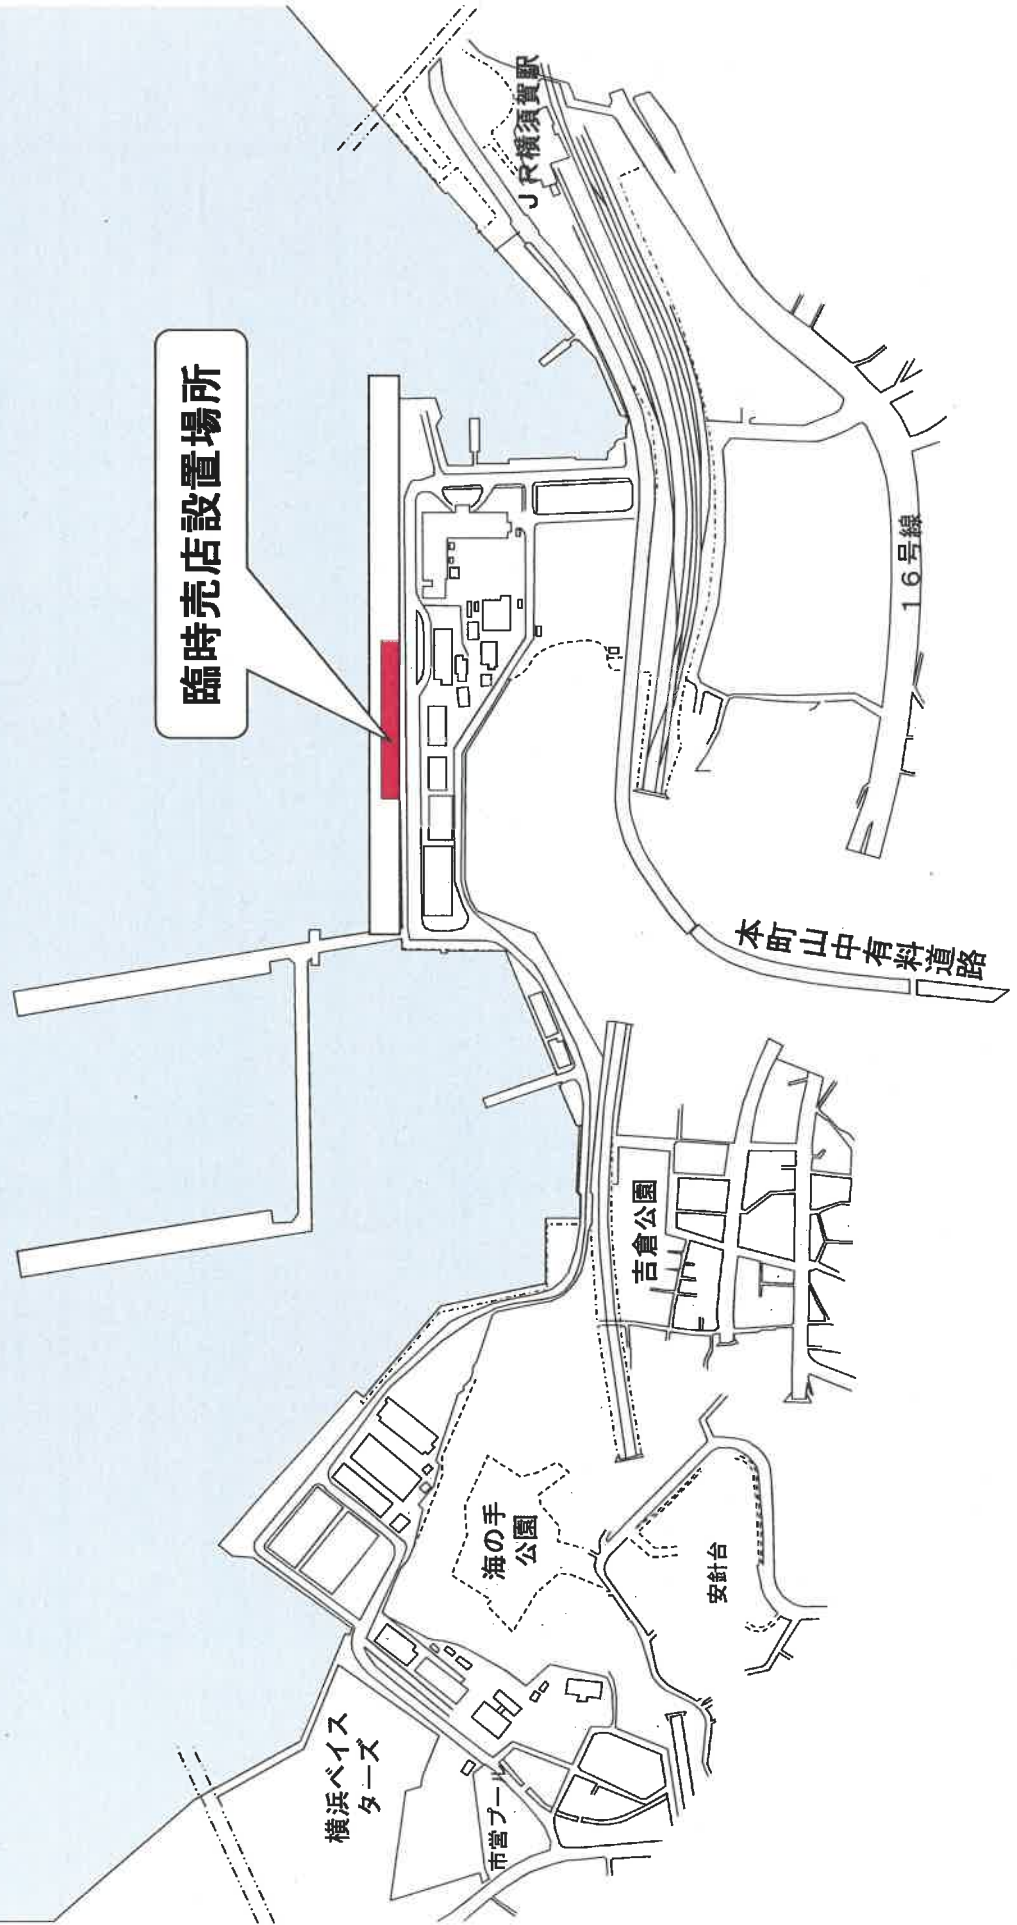 臨時売店設置場所
JR横須賀駅
16号線
本町山中有料道路
吉倉公園
海の手
公園
安針台
横浜ベイス
ターズ
市営プール